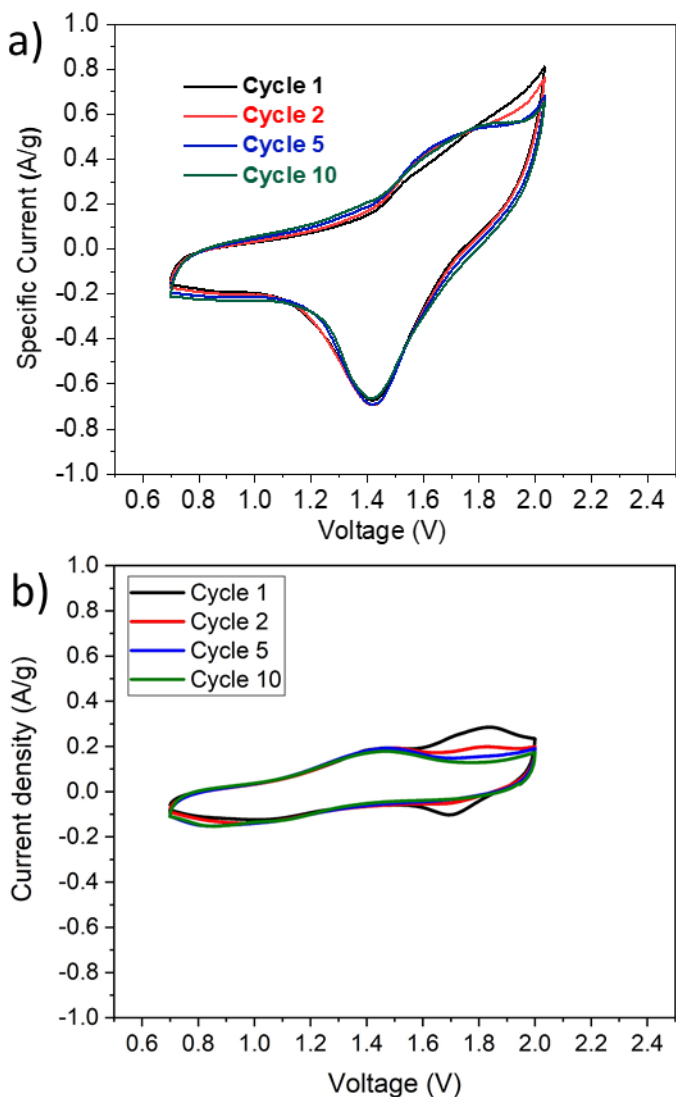 a)
1.0
0.8
0.6
0.4
0.2
0.0
-0.2
-0.4
-0.6
-0.8
-1.0
Specific Current (A/g)
Cycle 1
Cycle 2
Cycle 5
Cycle 10
0.6 0.8 1.0 1.2 1.4 1.6 1.8 2.0 2.2 2.4
Voltage (V)
b)
1.0
0.8
0.6
0.4
0.2
0.0
-0.2
-0.4
-0.6
-0.8
-1.0
Current density (A/g)
Cycle 1
Cycle 2
Cycle 5
Cycle 10
0.6 0.8 1.0 1.2 1.4 1.6 1.8 2.0 2.2 2.4
Voltage (V)